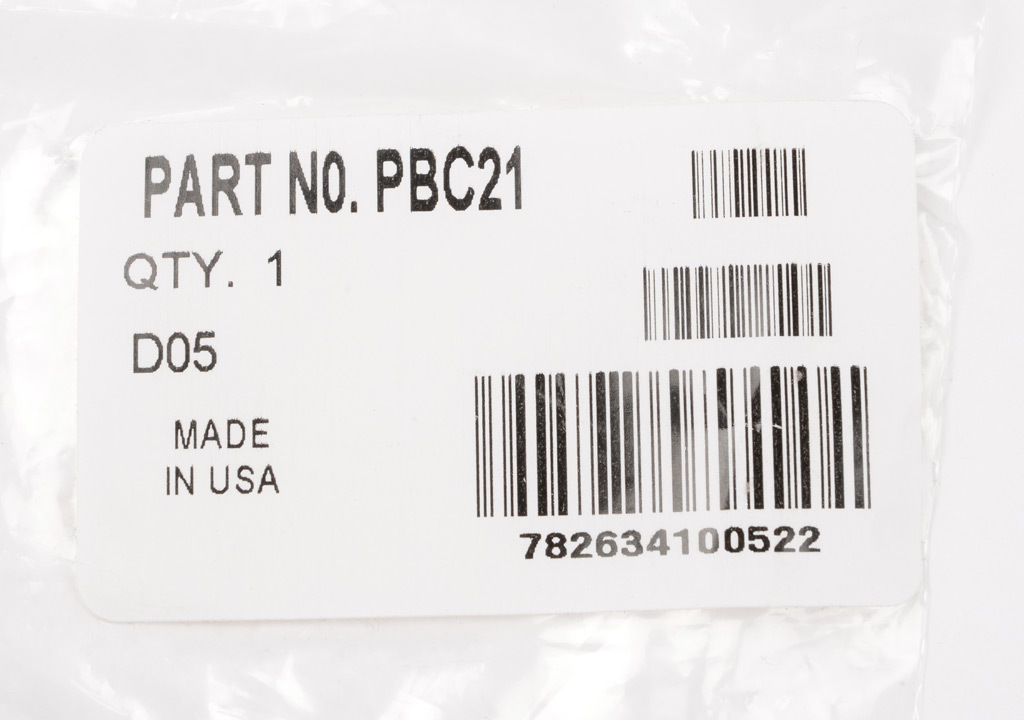 PART NO. PBC21
QTY. 1
D05
MADE
IN USA
782634100522